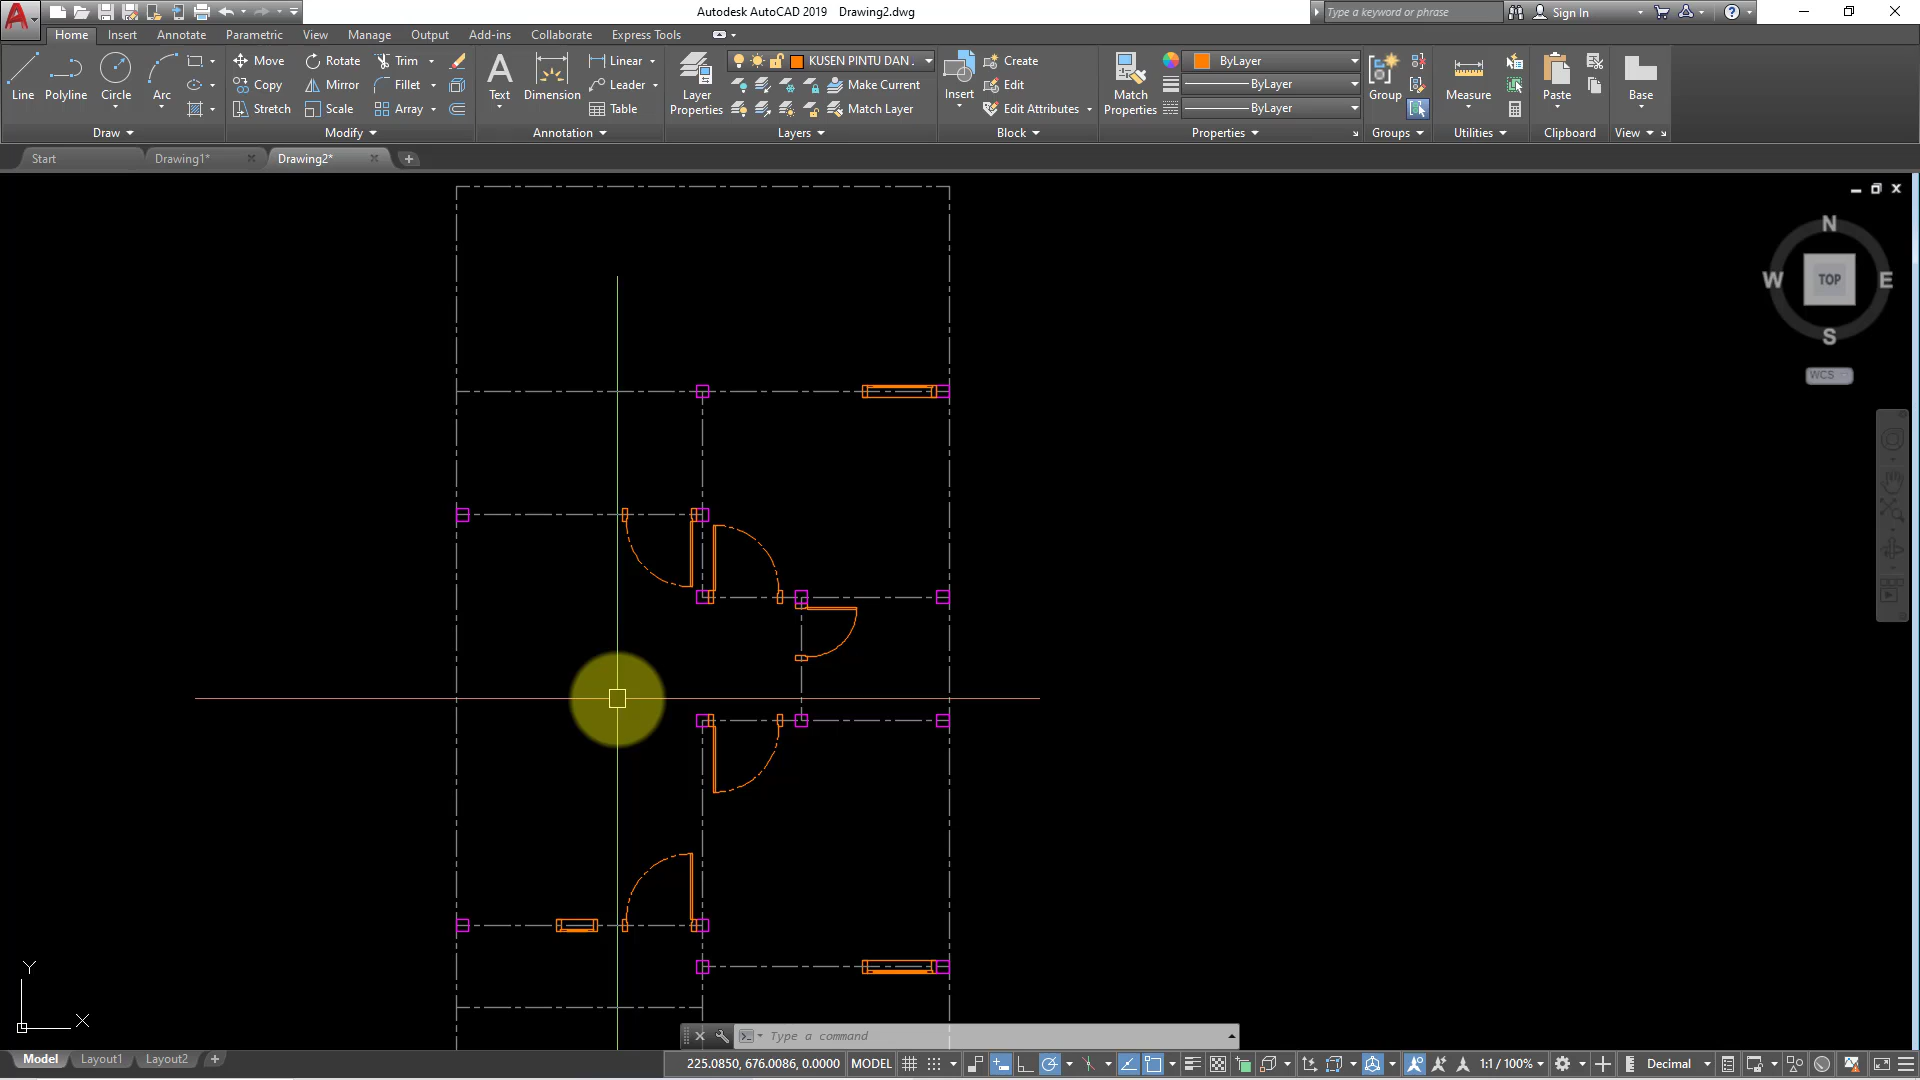 Autodesk AutoCAD 2019 Drawing2.dwg
Type a keyword or phrase
Sign In
Home Insert Annotate Parametric View Manage Output Add-ins Collaborate Express Tools
Line Polyline Circle Arc
Move Rotate Trim
Copy Mirror Fillet
Stretch Scale Array
Text Dimension
Linear
Leader
Table
Layer Properties
KUSEN PINTU DAN .
Make Current
Match Layer
Insert
Create
Edit
Edit Attributes
Match Properties
ByLayer
ByLayer
ByLayer
Group
Measure
Paste
Base
Draw Modify Annotation Layers Block Properties Groups Utilities Clipboard View
Start Drawing1* Drawing2*
N
W TOP E
S
WCS
Y
X
Type a command
Model Layout1 Layout2
225.0850, 676.0086, 0.0000 MODEL 1:1 / 100% Decimal